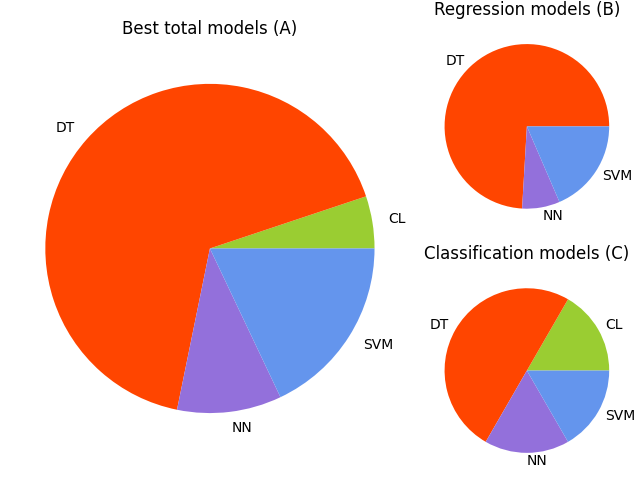 Best total models (A)
DT
CL
SVM
NN
Regression models (B)
DT
SVM
NN
Classification models (C)
DT
CL
SVM
NN